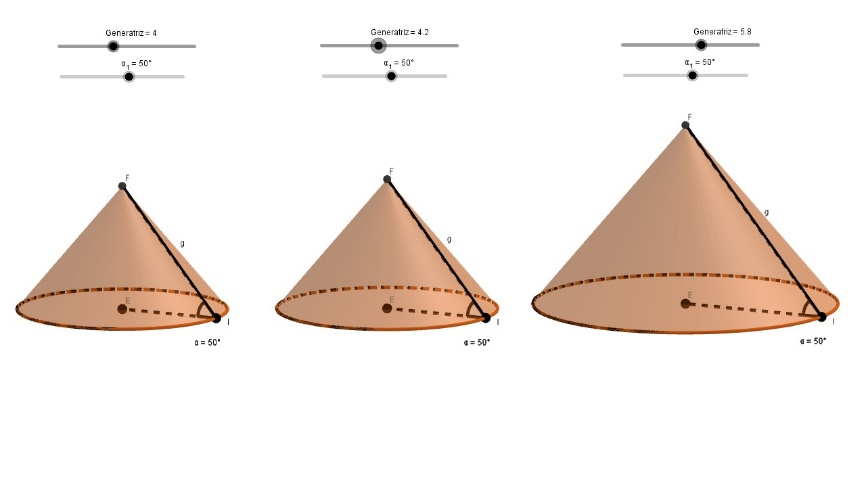 Generatriz = 4
α₁ = 50°
F
g
E
I
α = 50°
Generatriz = 4.2
α₁ = 50°
F
g
E
I
α = 50°
Generatriz = 5.8
α₁ = 50°
F
g
E
I
α = 50°